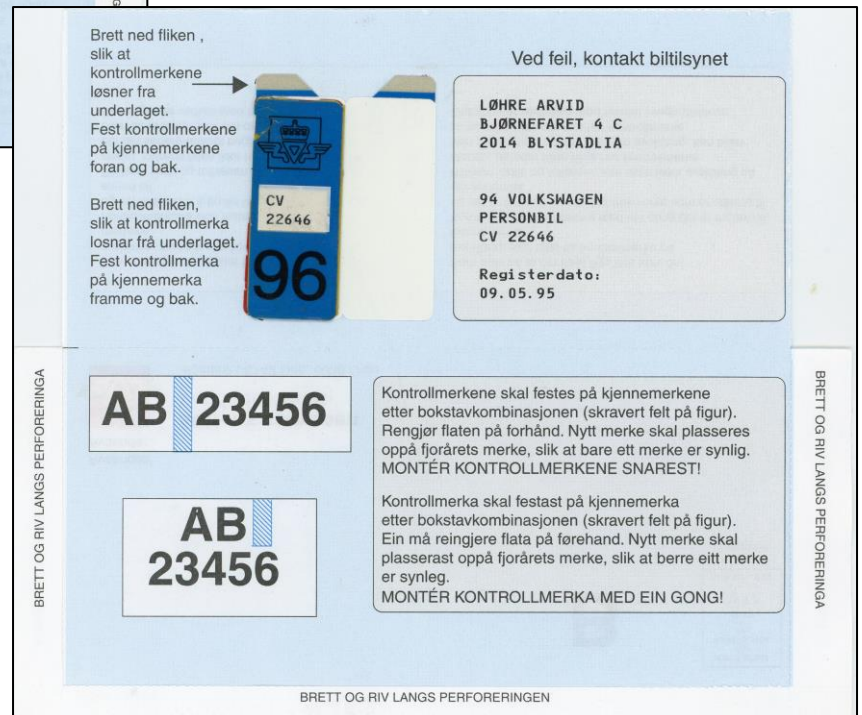 Brett ned fliken ,
slik at
kontrollmerkene
løsner fra
underlaget.
Fest kontrollmerkene
på kjennemerkene
foran og bak.
Brett ned fliken,
slik at kontrollmerka
losnar frå underlaget.
Fest kontrollmerka
på kjennemerka
framme og bak.
CV
22646
96
Ved feil, kontakt biltilsynet
LØHRE ARVID
BJØRNEFARET 4 C
2014 BLYSTADLIA
94 VOLKSWAGEN
PERSONBIL
CV 22646
Registerdato:
09.05.95
BRETT OG RIV LANGS PERFORERINGA
AB 23456
AB
23456
Kontrollmerkene skal festes på kjennemerkene
etter bokstavkombinasjonen (skravert felt på figur).
Rengjør flaten på forhånd. Nytt merke skal plasseres
oppå fjorårets merke, slik at bare ett merke er synlig.
MONTÉR KONTROLLMERKENE SNAREST!
Kontrollmerka skal festast på kjennemerka
etter bokstavkombinasjonen (skravert felt på figur).
Ein må reingjere flata på førehand. Nytt merke skal
plasserast oppå fjorårets merke, slik at berre eitt merke
er synleg.
MONTÉR KONTROLLMERKA MED EIN GONG!
BRETT OG RIV LANGS PERFORERINGA
BRETT OG RIV LANGS PERFORERINGEN